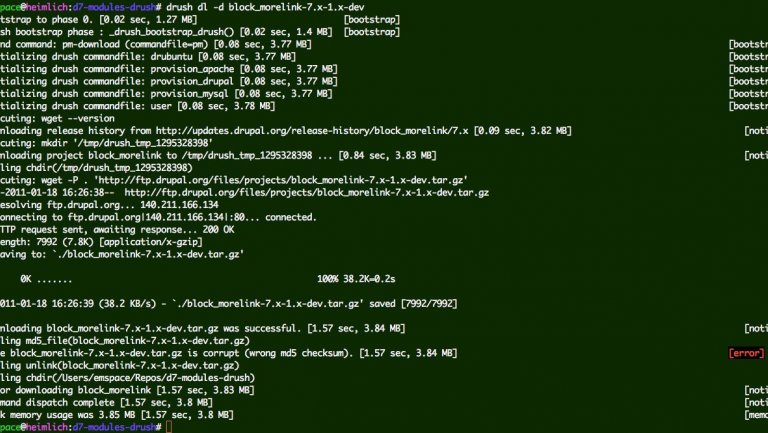 pace@heimlich:d7-modules-drush# drush dl -d block_morelink-7.x-1.x-dev
tstrap to phase 0. [0.02 sec, 1.27 MB] [bootstrap]
sh bootstrap phase : _drush_bootstrap_drush() [0.02 sec, 1.4 MB] [bootstrap]
nd command: pm-download (commandfile=pm) [0.08 sec, 3.77 MB] [bootst
tializing drush commandfile: drubuntu [0.08 sec, 3.77 MB] [bootstr
tializing drush commandfile: provision_apache [0.08 sec, 3.77 MB] [bootstr
tializing drush commandfile: provision_drupal [0.08 sec, 3.77 MB] [bootstr
tializing drush commandfile: provision_mysql [0.08 sec, 3.77 MB] [bootstr
tializing drush commandfile: user [0.08 sec, 3.78 MB] [bootstr
cuting: wget --version
nloading release history from http://updates.drupal.org/release-history/block_morelink/7.x [0.09 sec, 3.82 MB] [noti
cuting: mkdir '/tmp/drush_tmp_1295328398'
nloading project block_morelink to /tmp/drush_tmp_1295328398 ... [0.84 sec, 3.83 MB] [noti
ling chdir(/tmp/drush_tmp_1295328398)
cuting: wget -P . 'http://ftp.drupal.org/files/projects/block_morelink-7.x-1.x-dev.tar.gz'
-2011-01-18 16:26:38-- http://ftp.drupal.org/files/projects/block_morelink-7.x-1.x-dev.tar.gz
esolving ftp.drupal.org... 140.211.166.134
onnecting to ftp.drupal.org|140.211.166.134|:80... connected.
TTP request sent, awaiting response... 200 OK
ength: 7992 (7.8K) [application/x-gzip]
aving to: `./block_morelink-7.x-1.x-dev.tar.gz'
0K ....... 100% 38.2K=0.2s
011-01-18 16:26:39 (38.2 KB/s) - `./block_morelink-7.x-1.x-dev.tar.gz' saved [7992/7992]
nloading block_morelink-7.x-1.x-dev.tar.gz was successful. [1.57 sec, 3.84 MB] [noti
ling md5_file(block_morelink-7.x-1.x-dev.tar.gz)
e block_morelink-7.x-1.x-dev.tar.gz is corrupt (wrong md5 checksum). [1.57 sec, 3.84 MB] [error]
ling unlink(block_morelink-7.x-1.x-dev.tar.gz)
ling chdir(/Users/emspace/Repos/d7-modules-drush)
or downloading block_morelink [1.57 sec, 3.83 MB] [noti
mand dispatch complete [1.57 sec, 3.8 MB] [noti
k memory usage was 3.85 MB [1.57 sec, 3.8 MB] [memo
pace@heimlich:d7-modules-drush#